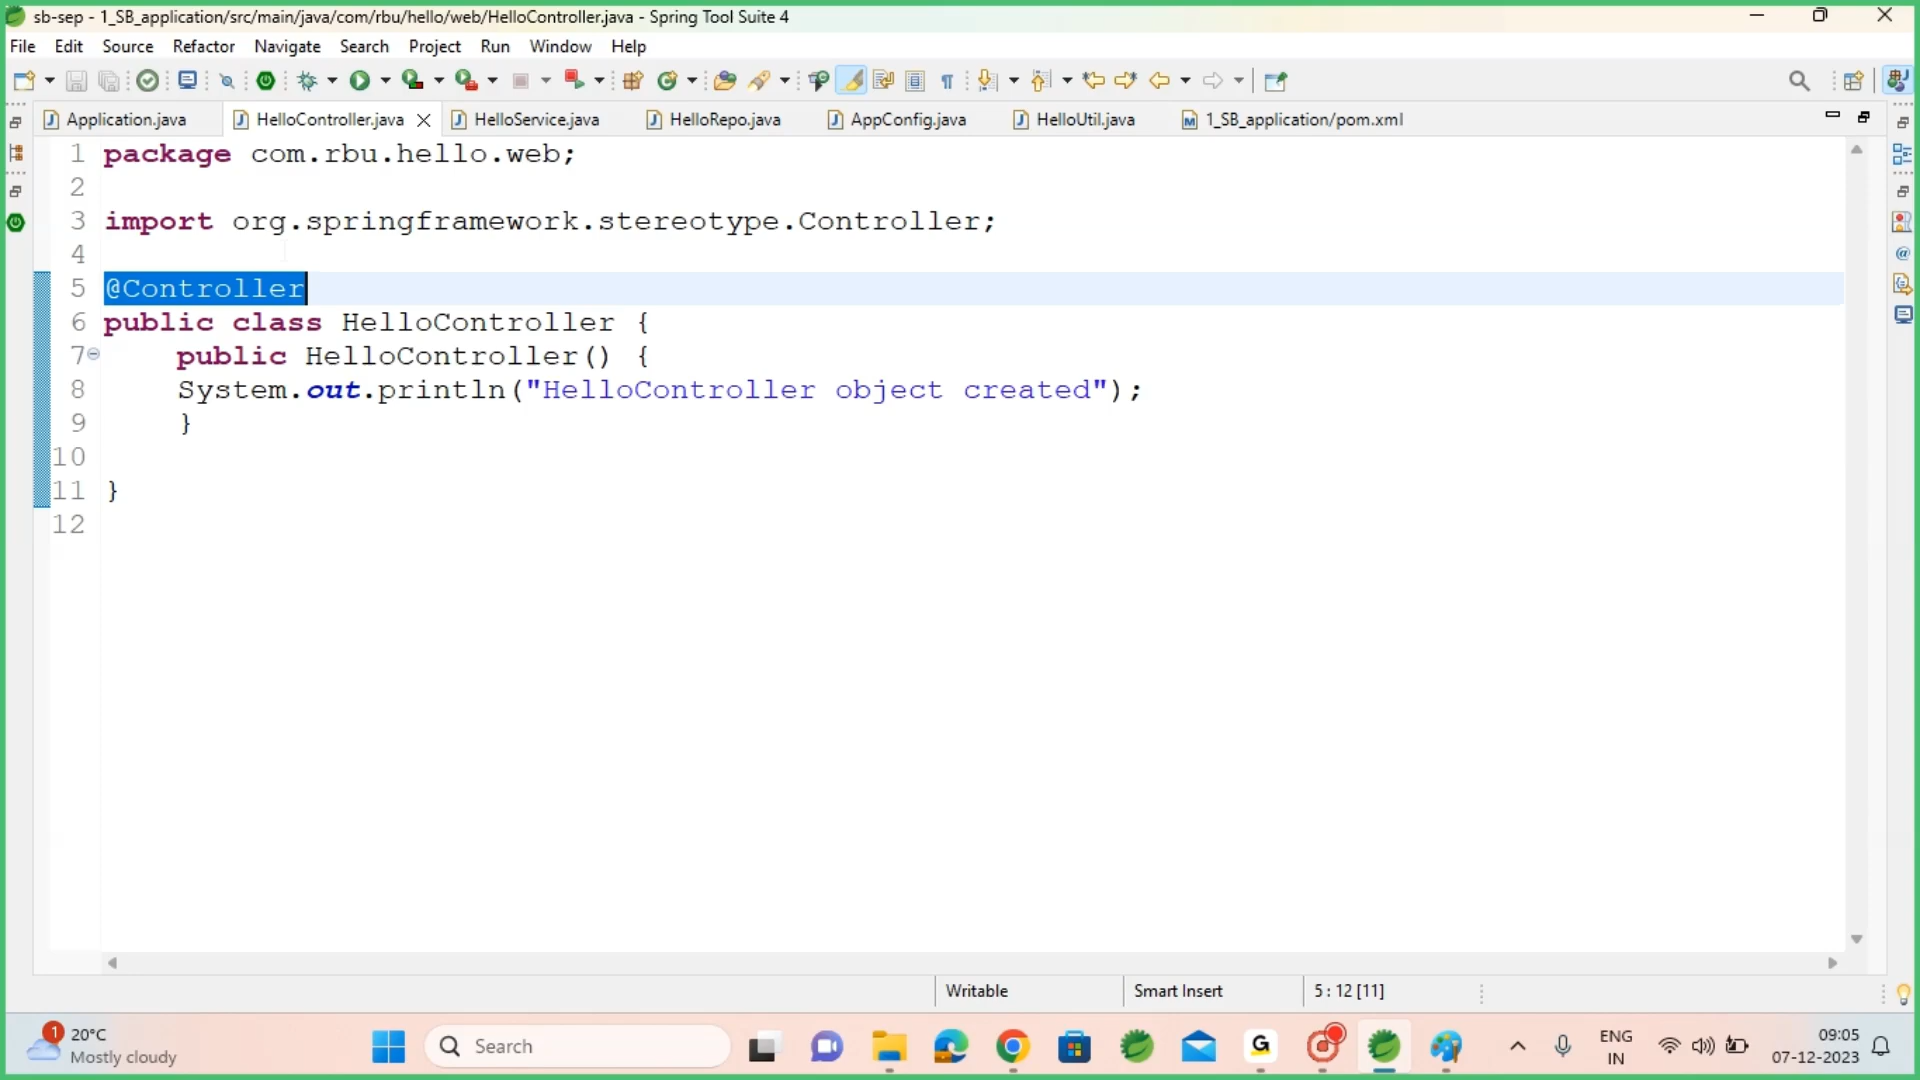 sb-sep - 1_SB_application/src/main/java/com/rbu/hello/web/HelloController.java - Spring Tool Suite 4
File Edit Source Refactor Navigate Search Project Run Window Help
Application.java HelloController.java HelloService.java HelloRepo.java AppConfig.java HelloUtil.java 1_SB_application/pom.xml
1 package com.rbu.hello.web;
2
3 import org.springframework.stereotype.Controller;
4
5 @Controller
6 public class HelloController {
7 public HelloController() {
8 System.out.println("HelloController object created");
9 }
10
11 }
12
Writable Smart Insert 5 : 12 [11]
1 20°C
Mostly cloudy
Search
G
ENG
IN
09:05
07-12-2023